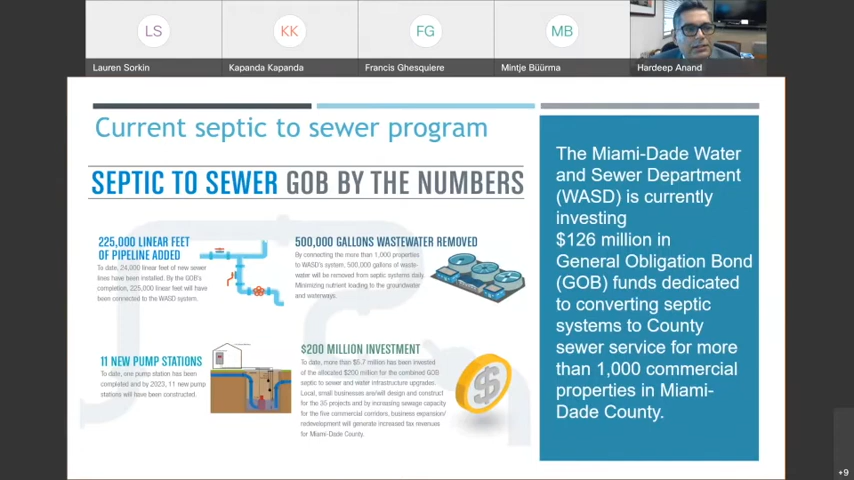 LS
KK
FG
MB
Lauren Sorkin
Kapanda Kapanda
Francis Ghesquiere
Mintje Büürma
Hardeep Anand
Current septic to sewer program
SEPTIC TO SEWER GOB BY THE NUMBERS
225,000 LINEAR FEET
OF PIPELINE ADDED
To date, 24,000 linear feet of new sewer
lines have been installed. By the GOB's
completion, 225,000 linear feet will have
been connected to the WASD system.
500,000 GALLONS WASTEWATER REMOVED
By connecting the more than 1,000 properties
to WASD's system. 500,000 gallons of waste-
water will be removed from septic systems daily.
Minimizing nutrient loading to the groundwater
and waterways.
11 NEW PUMP STATIONS
To date, one pump station has been
completed and by 2023, 11 new pump
stations will have been constructed.
$200 MILLION INVESTMENT
To date, more than $5.7 million has been invested
of the allocated $200 million for the combined GOB
septic to sewer and water infrastructure upgrades.
Local, small businesses are/will design and construct
for the 35 projects and by increasing sewage capacity
for the five commercial corridors, business expansion/
redevelopment will generate increased tax revenues
for Miami-Dade County.
The Miami-Dade Water
and Sewer Department
(WASD) is currently
investing
$126 million in
General Obligation Bond
(GOB) funds dedicated
to converting septic
systems to County
sewer service for more
than 1,000 commercial
properties in Miami-
Dade County.
+9